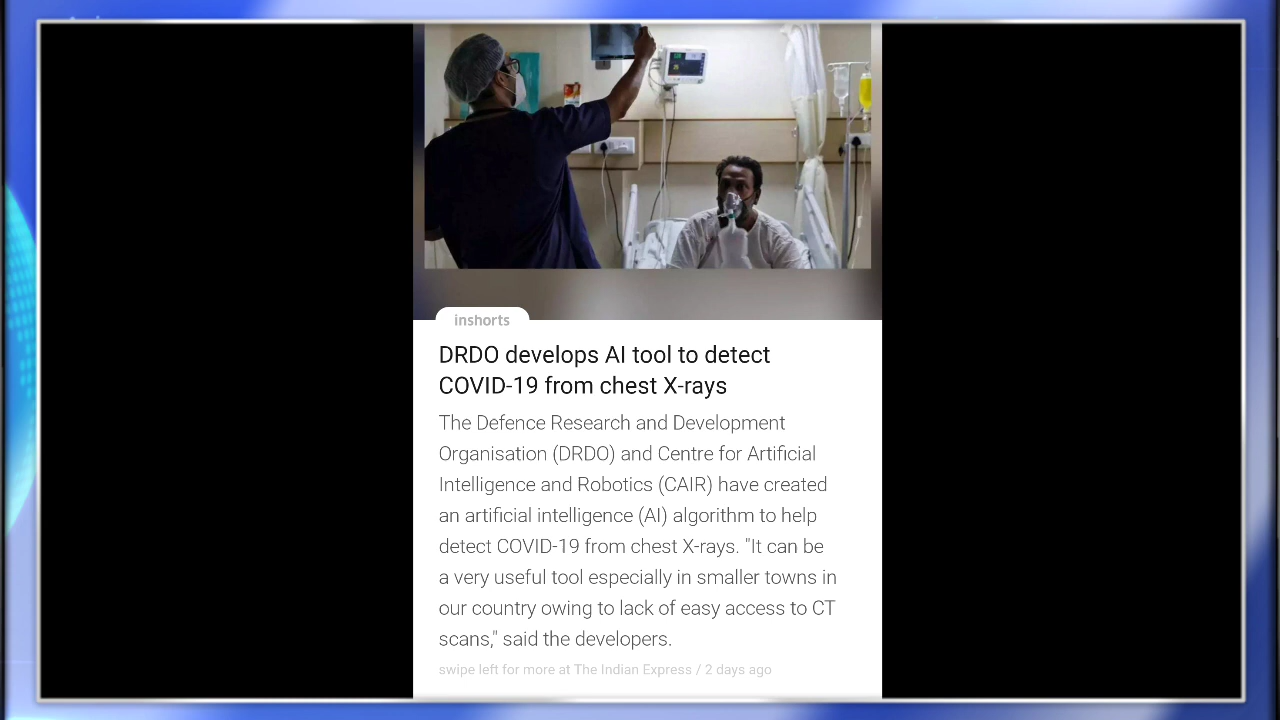 inshorts
DRDO develops AI tool to detect
COVID-19 from chest X-rays
The Defence Research and Development
Organisation (DRDO) and Centre for Artificial
Intelligence and Robotics (CAIR) have created
an artificial intelligence (AI) algorithm to help
detect COVID-19 from chest X-rays. "It can be
a very useful tool especially in smaller towns in
our country owing to lack of easy access to CT
scans," said the developers.
swipe left for more at The Indian Express / 2 days ago